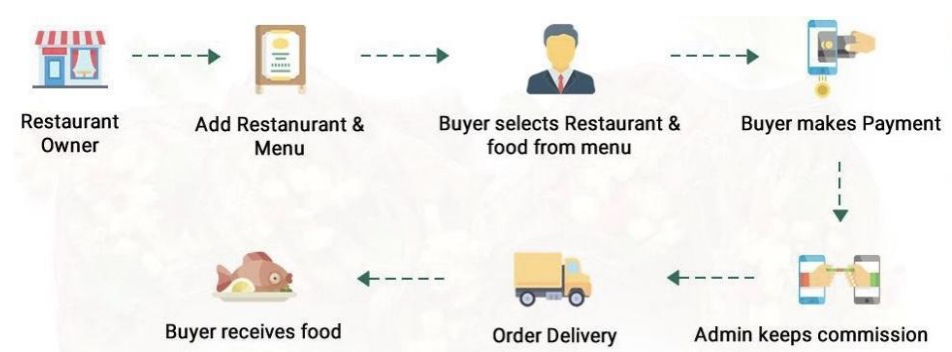 Restaurant
Owner
Add Restanurant &
Menu
Buyer selects Restaurant &
food from menu
Buyer makes Payment
Buyer receives food
Order Delivery
Admin keeps commission